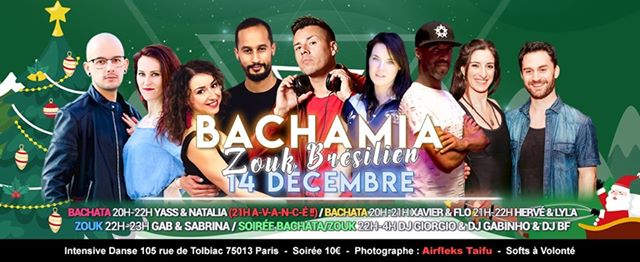 BACHAMIA
Zouk Brésilien
14 DÉCEMBRE
BACHATA 20H-22H YASS & NATALIA (21H A-V-A-N-C-É !!) / BACHATA 20H-21H XAVIER & FLO 21H-22H HERVÉ & LYLA
ZOUK 22H-23H GAB & SABRINA / SOIRÉE BACHATA/ZOUK 22H-4H DJ GIORGIO & DJ GABINHO & DJ BF
Intensive Danse 105 rue de Tolbiac 75013 Paris - Soirée 10€ - Photographe : Airfleks Taifu - Softs à Volonté